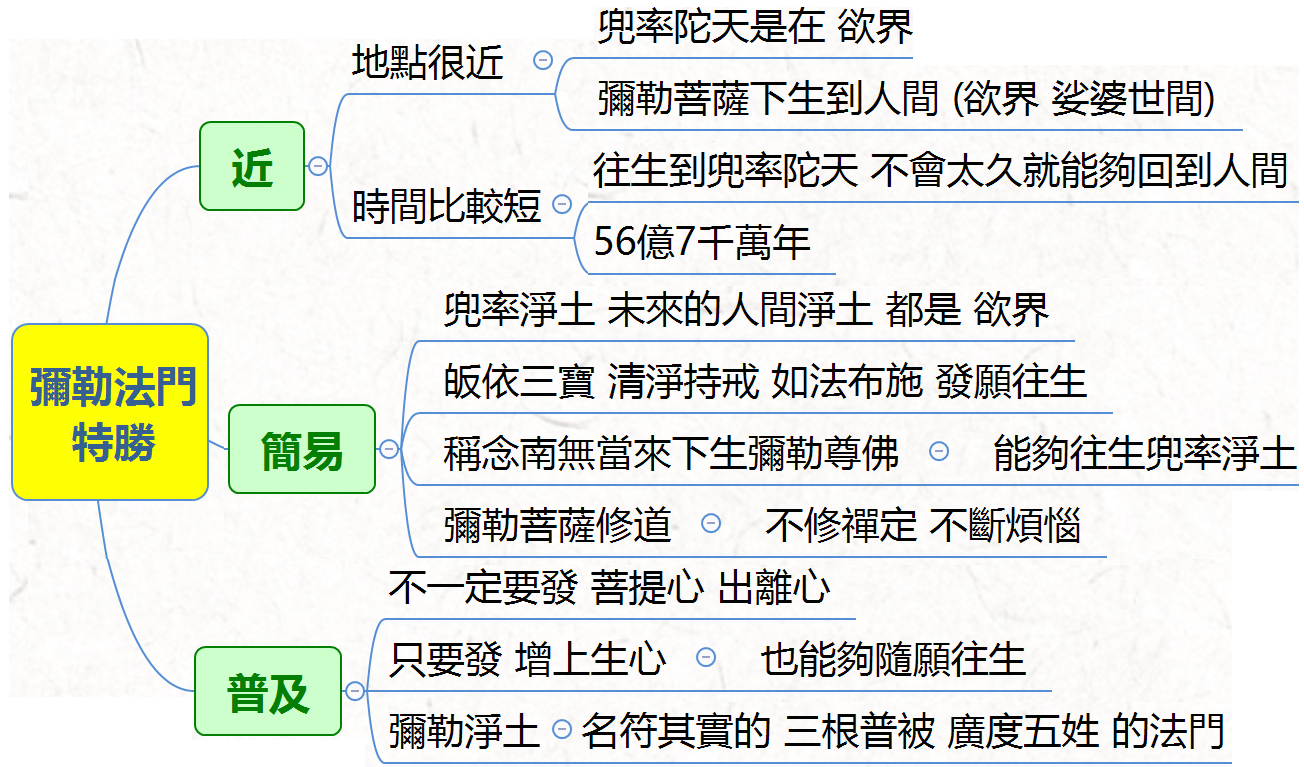 彌勒法門
特勝
近
地點很近
兜率陀天是在 欲界
彌勒菩薩下生到人間 (欲界 娑婆世間)
時間比較短
往生到兜率陀天 不會太久就能夠回到人間
56億7千萬年
簡易
兜率淨土 未來的人間淨土 都是 欲界
皈依三寶 清淨持戒 如法布施 發願往生
稱念南無當來下生彌勒尊佛 能夠往生兜率淨土
彌勒菩薩修道 不修禪定 不斷煩惱
普及
不一定要發 菩提心 出離心
只要發 增上生心 也能夠隨願往生
彌勒淨土 名符其實的 三根普被 廣度五姓 的法門